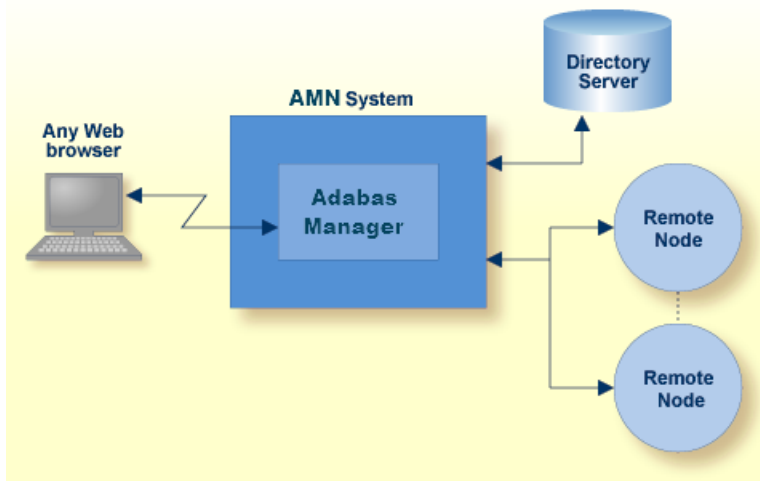 Directory
Server
AMN System
Any Web
browser
Adabas
Manager
Remote
Node
Remote
Node